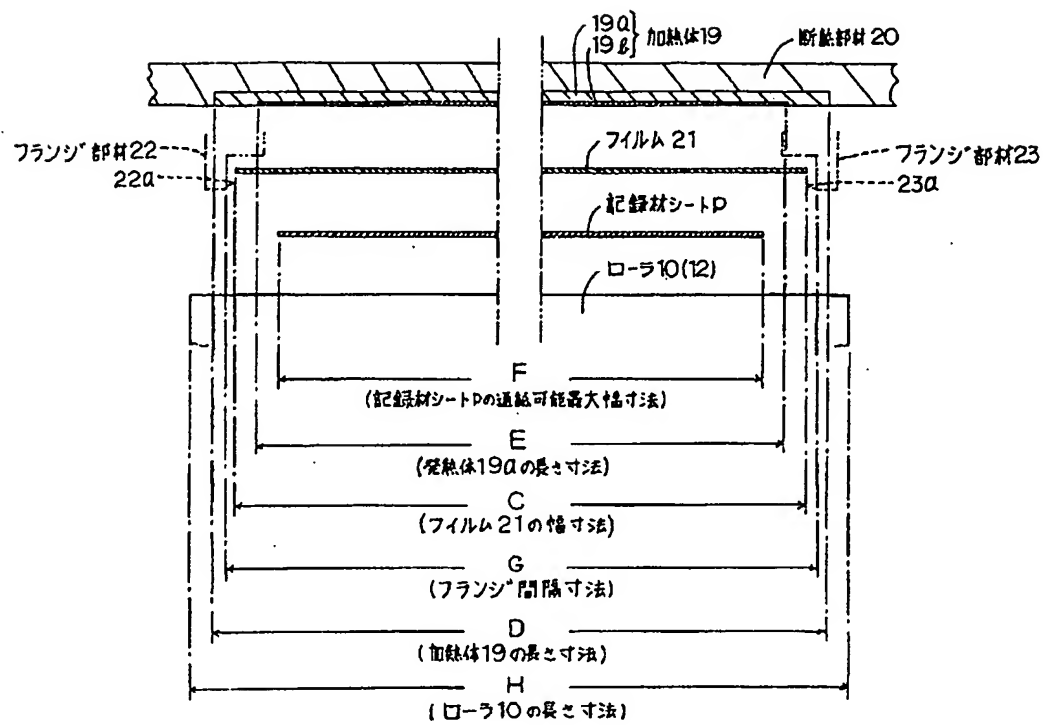 19a
19b } 加熱体19
断熱部材20
フランジ部材22
22a
フイルム21
フランジ部材23
23a
記録材シートP
ローラ10(12)
F
(記録材シートPの通紙可能最大幅寸法)
E
(発熱体19aの長さ寸法)
C
(フイルム21の幅寸法)
G
(フランジ間隔寸法)
D
(加熱体19の長さ寸法)
H
(ローラ10の長さ寸法)